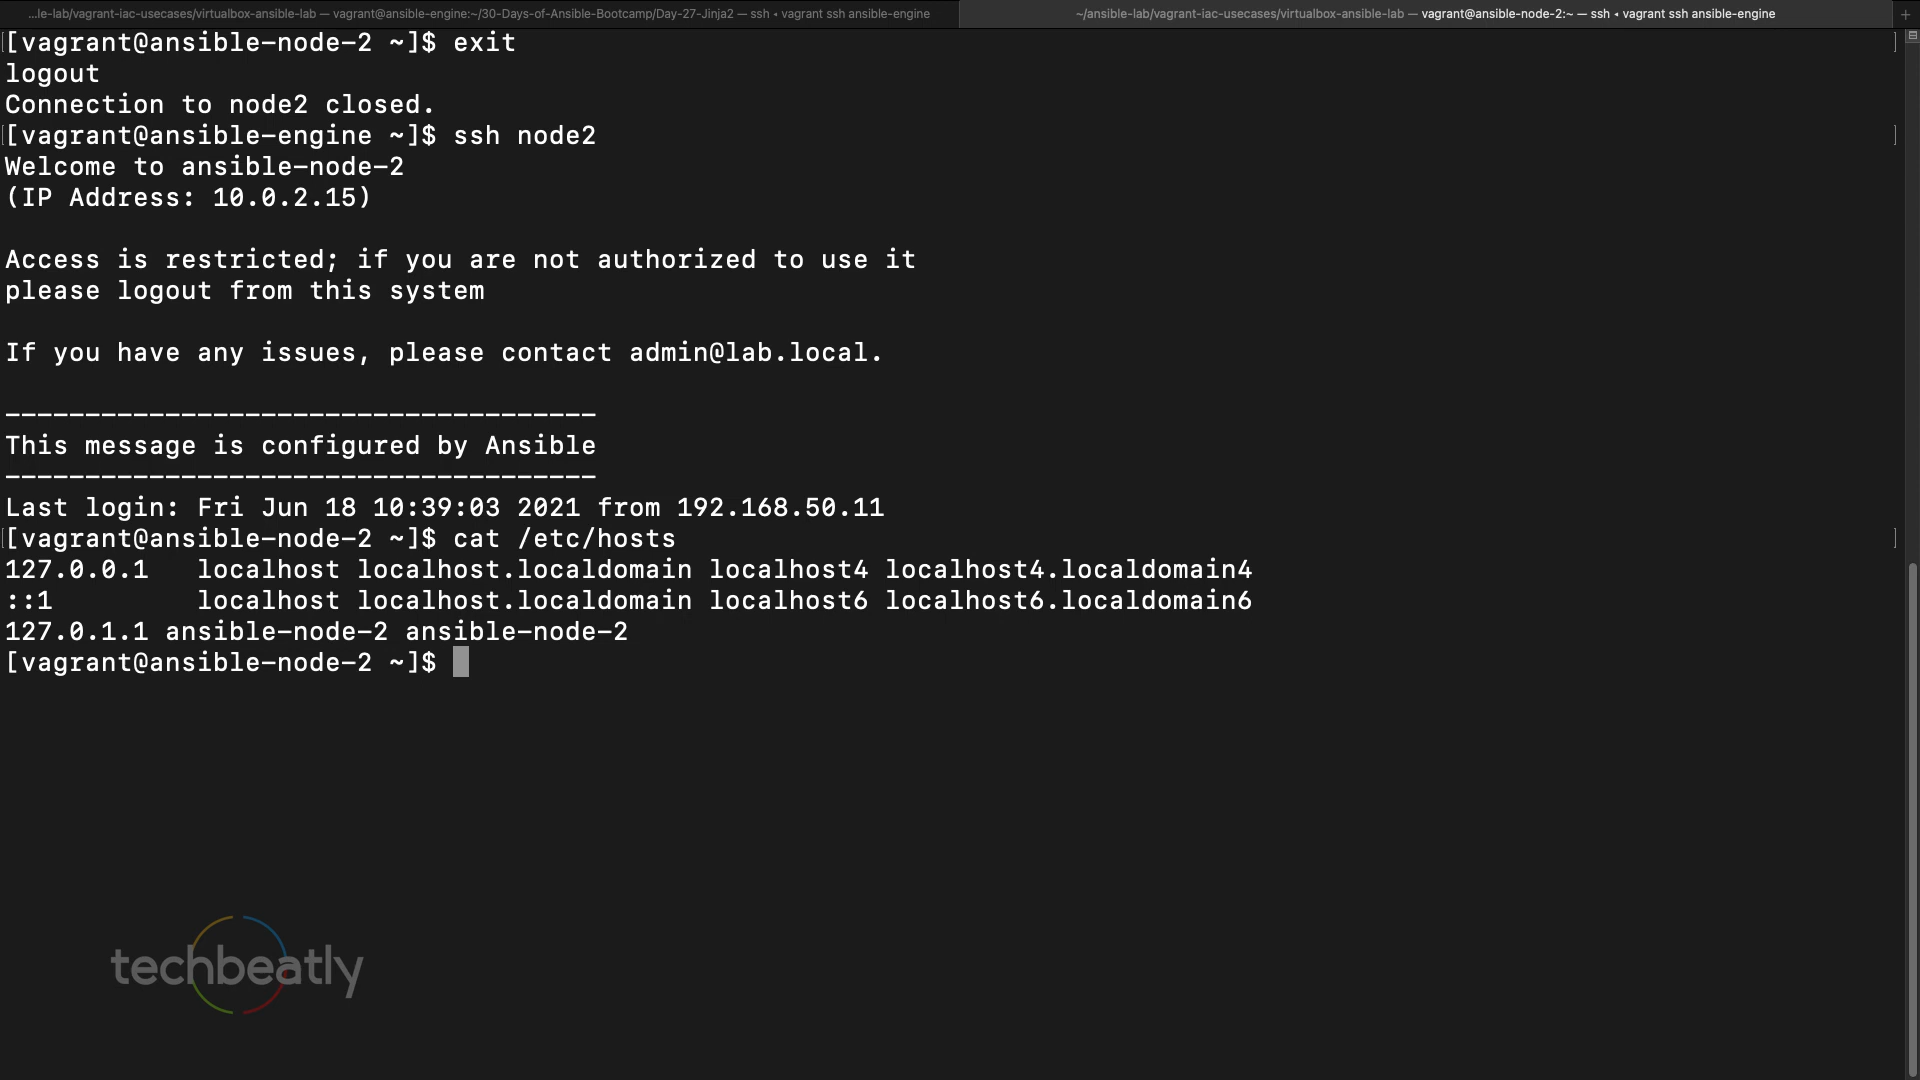 ...le-lab/vagrant-iac-usecases/virtualbox-ansible-lab — vagrant@ansible-engine:~/30-Days-of-Ansible-Bootcamp/Day-27-Jinja2 — ssh ◂ vagrant ssh ansible-engine
~/ansible-lab/vagrant-iac-usecases/virtualbox-ansible-lab — vagrant@ansible-node-2:~ — ssh ◂ vagrant ssh ansible-engine +
[vagrant@ansible-node-2 ~]$ exit
logout
Connection to node2 closed.
[vagrant@ansible-engine ~]$ ssh node2
Welcome to ansible-node-2
(IP Address: 10.0.2.15)
Access is restricted; if you are not authorized to use it
please logout from this system
If you have any issues, please contact admin@lab.local.
-------------------------------------
This message is configured by Ansible
-------------------------------------
Last login: Fri Jun 18 10:39:03 2021 from 192.168.50.11
[vagrant@ansible-node-2 ~]$ cat /etc/hosts
127.0.0.1   localhost localhost.localdomain localhost4 localhost4.localdomain4
::1         localhost localhost.localdomain localhost6 localhost6.localdomain6
127.0.1.1 ansible-node-2 ansible-node-2
[vagrant@ansible-node-2 ~]$
techbeatly